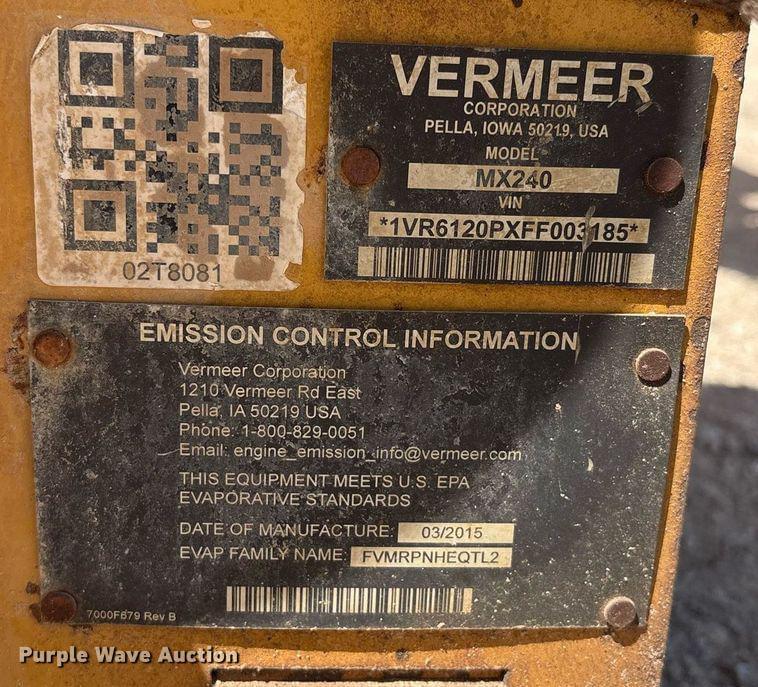 02T8081
VERMEER
CORPORATION
PELLA, IOWA 50219, USA
MODEL
MX240
VIN
*1VR6120PXFF003185*
EMISSION CONTROL INFORMATION
Vermeer Corporation
1210 Vermeer Rd East
Pella, IA 50219 USA
Phone: 1-800-829-0051
Email: engine_emission_info@vermeer.com
THIS EQUIPMENT MEETS U.S. EPA
EVAPORATIVE STANDARDS
DATE OF MANUFACTURE: 03/2015
EVAP FAMILY NAME: FVMRPNHEQTL2
7000F679 Rev B
Purple Wave Auction